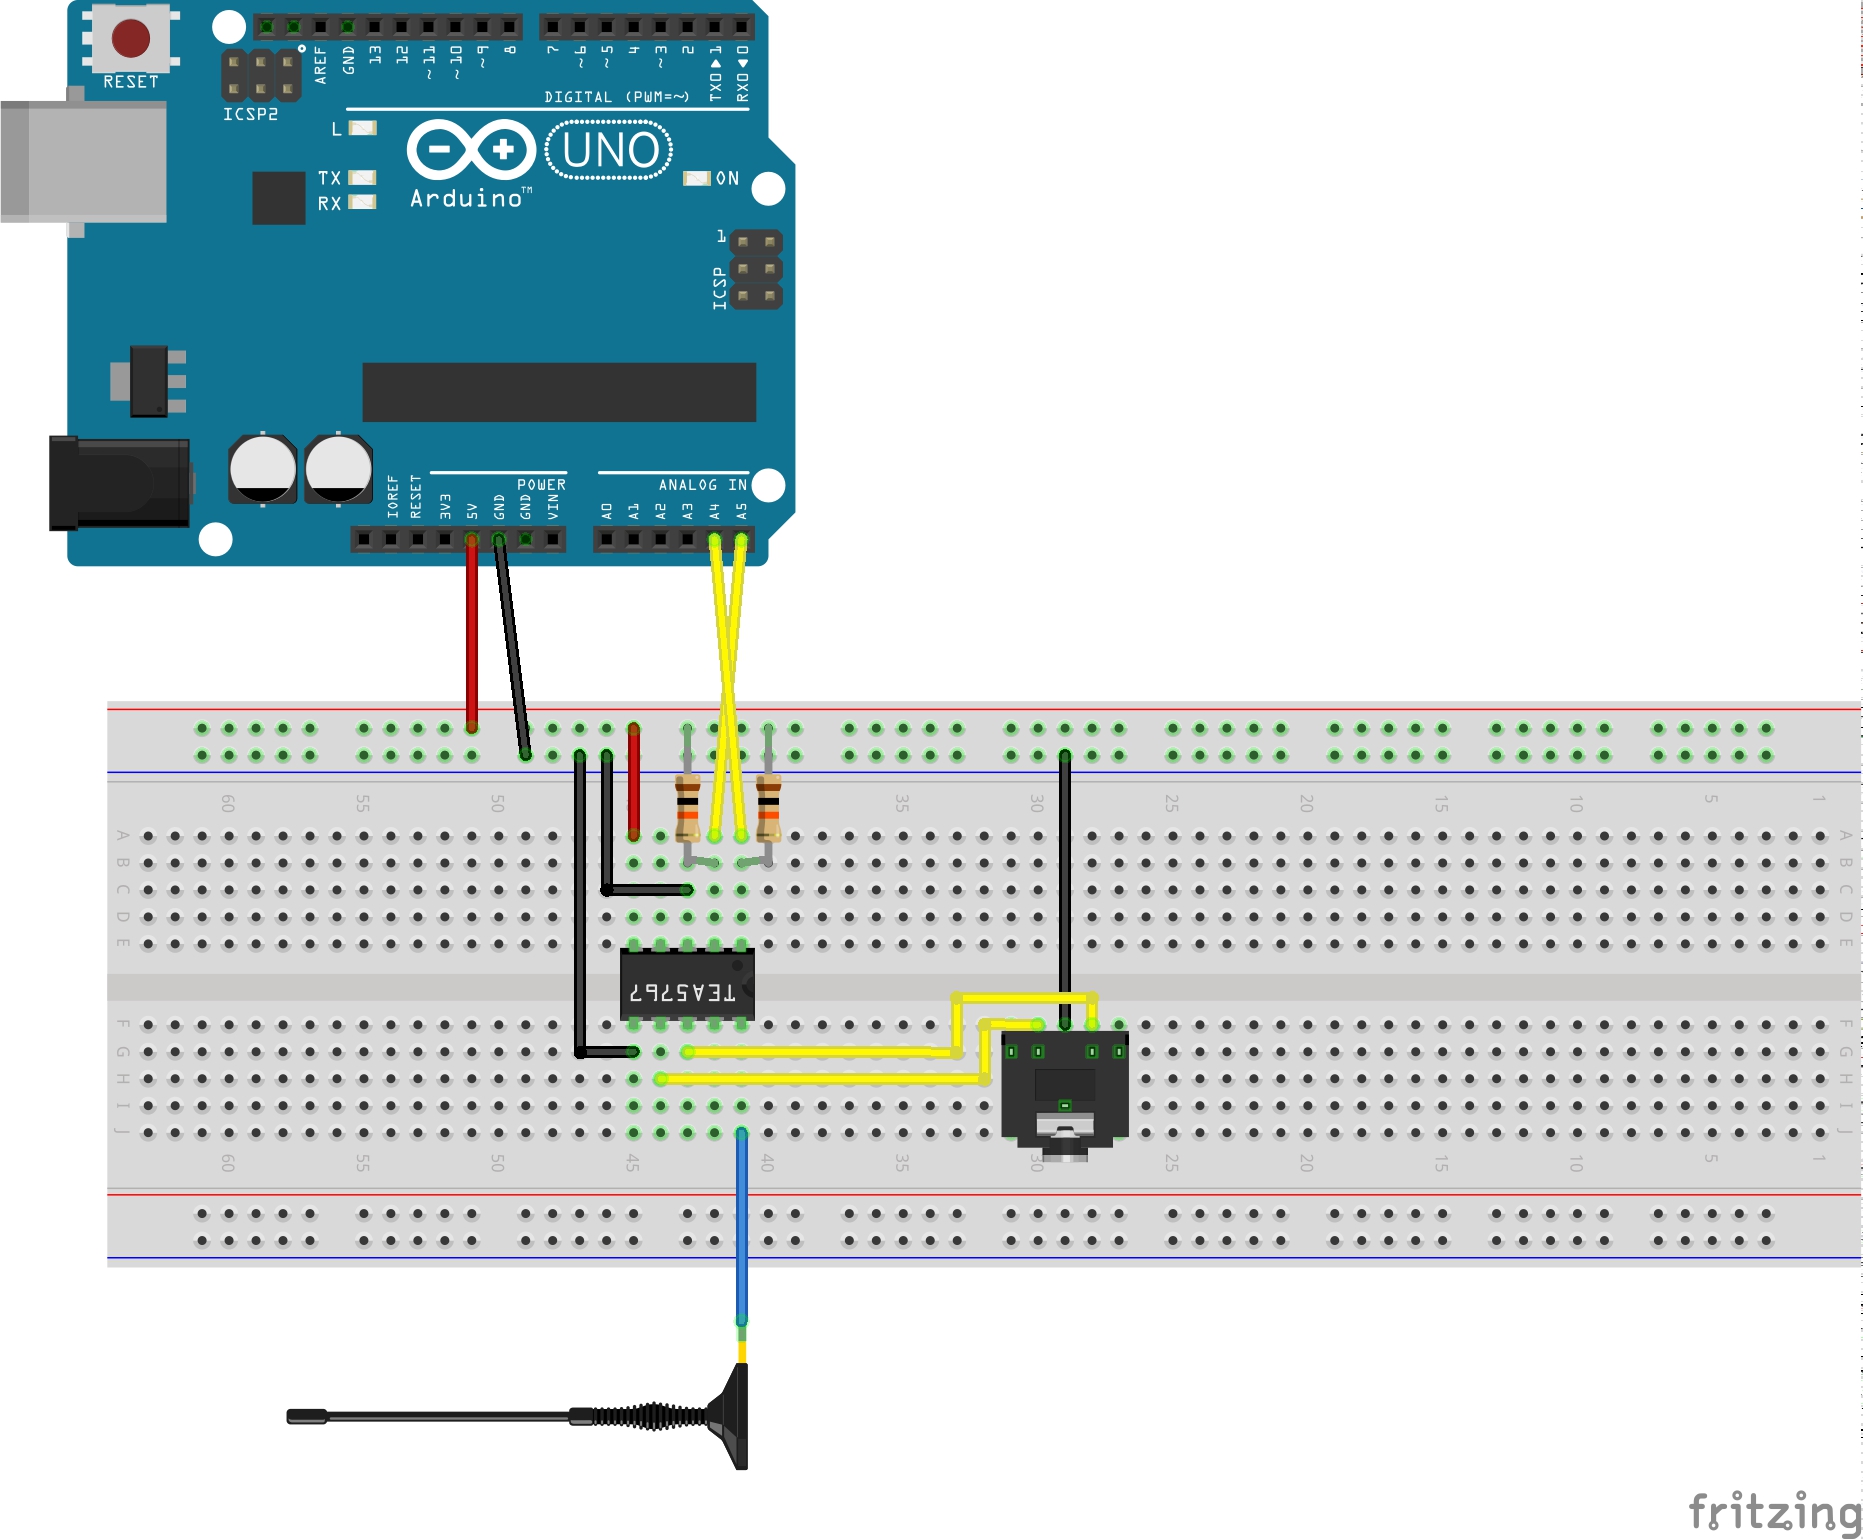 RESET
ICSP2
AREF
GND
13
12
~11
~10
~9
8
7
~6
~5
4
~3
2
TX0▶1
RX0◀0
DIGITAL (PWM=~)
L
TX
RX
Arduino™
UNO
ON
1
ICSP
POWER
ANALOG IN
IOREF
RESET
3V3
5V
GND
GND
VIN
A0
A1
A2
A3
A4
A5
60 55 50 35 30 25 20 15 10 5 1
A A
B B
C C
D D
E E
TEA5767
F F
G G
H H
I I
J J
60 55 50 45 40 35 30 25 20 15 10 5 1
fritzing